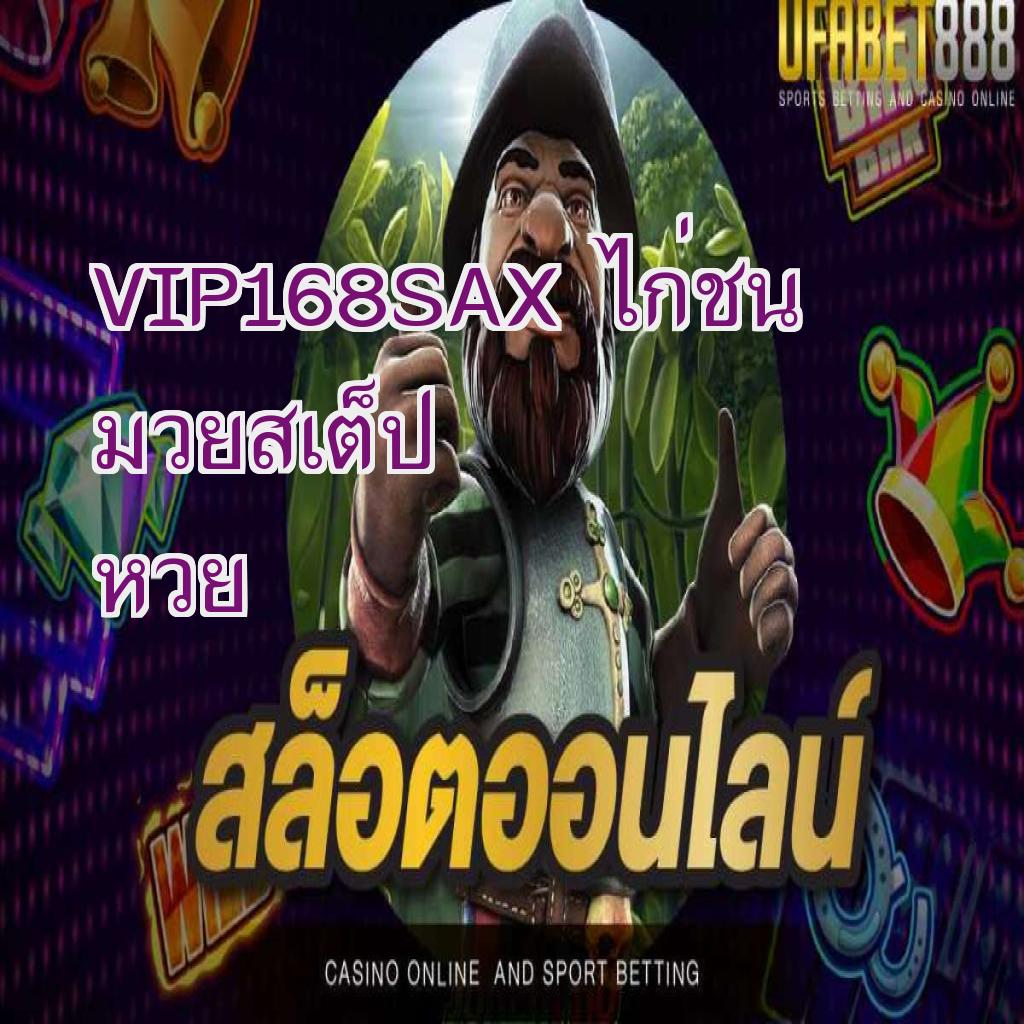 UFABET888
SPORTS BETTING AND CASINO ONLINE
BAR
VIP168SAX ไก่ชน
มวยสเต็ป
หวย
สล็อตออนไลน์
CASINO ONLINE AND SPORT BETTING